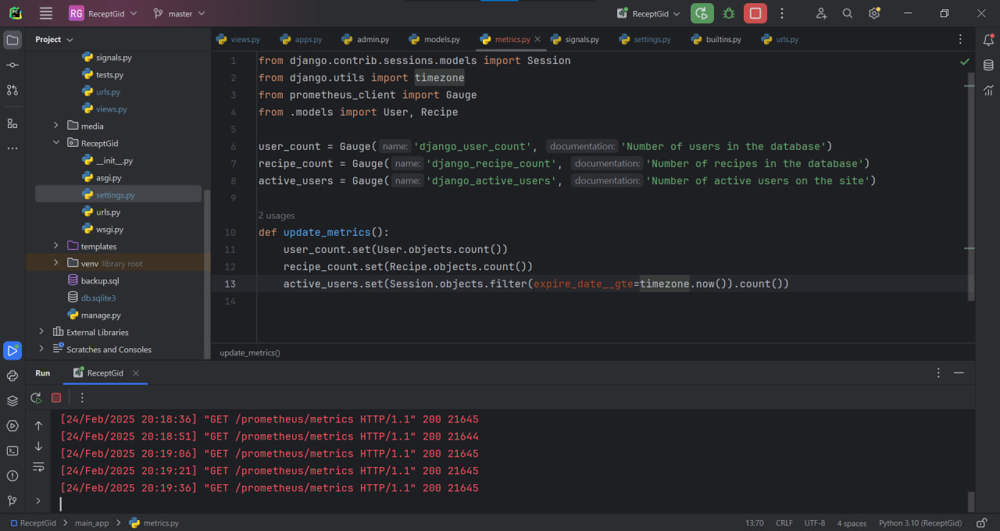 RG ReceptGid master ReceptGid
Project
views.py apps.py admin.py models.py metrics.py signals.py settings.py builtins.py urls.py
signals.py
tests.py
urls.py
views.py
media
ReceptGid
__init__.py
asgi.py
settings.py
urls.py
wsgi.py
templates
venv library root
backup.sql
db.sqlite3
manage.py
External Libraries
Scratches and Consoles
1 from django.contrib.sessions.models import Session
2 from django.utils import timezone
3 from prometheus_client import Gauge
4 from .models import User, Recipe
5
6 user_count = Gauge( name: 'django_user_count', documentation: 'Number of users in the database')
7 recipe_count = Gauge( name: 'django_recipe_count', documentation: 'Number of recipes in the database')
8 active_users = Gauge( name: 'django_active_users', documentation: 'Number of active users on the site')
9
2 usages
10 def update_metrics():
11 user_count.set(User.objects.count())
12 recipe_count.set(Recipe.objects.count())
13 active_users.set(Session.objects.filter(expire_date__gte=timezone.now()).count())
14
update_metrics()
Run ReceptGid
[24/Feb/2025 20:18:36] "GET /prometheus/metrics HTTP/1.1" 200 21645
[24/Feb/2025 20:18:51] "GET /prometheus/metrics HTTP/1.1" 200 21644
[24/Feb/2025 20:19:06] "GET /prometheus/metrics HTTP/1.1" 200 21645
[24/Feb/2025 20:19:21] "GET /prometheus/metrics HTTP/1.1" 200 21645
[24/Feb/2025 20:19:36] "GET /prometheus/metrics HTTP/1.1" 200 21645
ReceptGid main_app metrics.py 13:70 CRLF UTF-8 4 spaces Python 3.10 (ReceptGid)